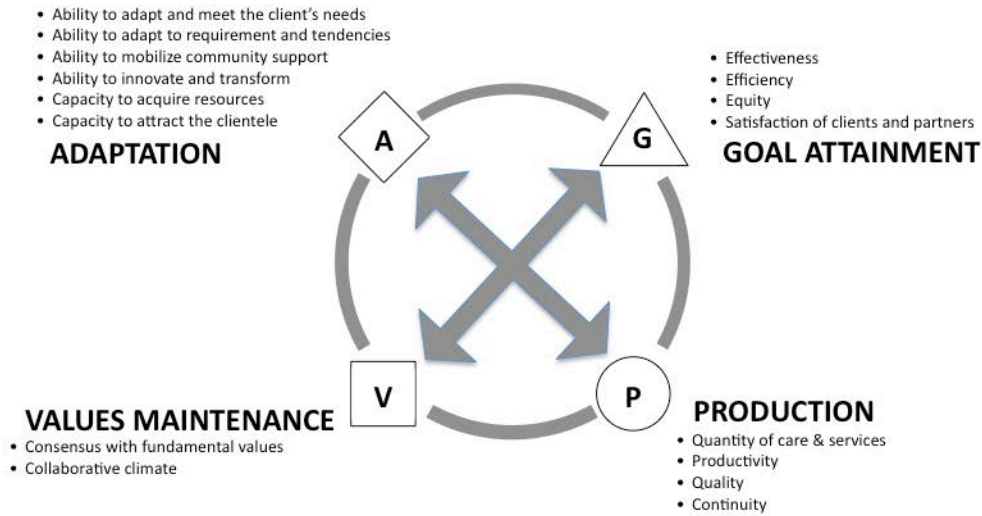 • Ability to adapt and meet the client's needs
• Ability to adapt to requirement and tendencies
• Ability to mobilize community support
• Ability to innovate and transform
• Capacity to acquire resources
• Capacity to attract the clientele
ADAPTATION
A
• Effectiveness
• Efficiency
• Equity
• Satisfaction of clients and partners
GOAL ATTAINMENT
G
V
VALUES MAINTENANCE
• Consensus with fundamental values
• Collaborative climate
P
PRODUCTION
• Quantity of care & services
• Productivity
• Quality
• Continuity